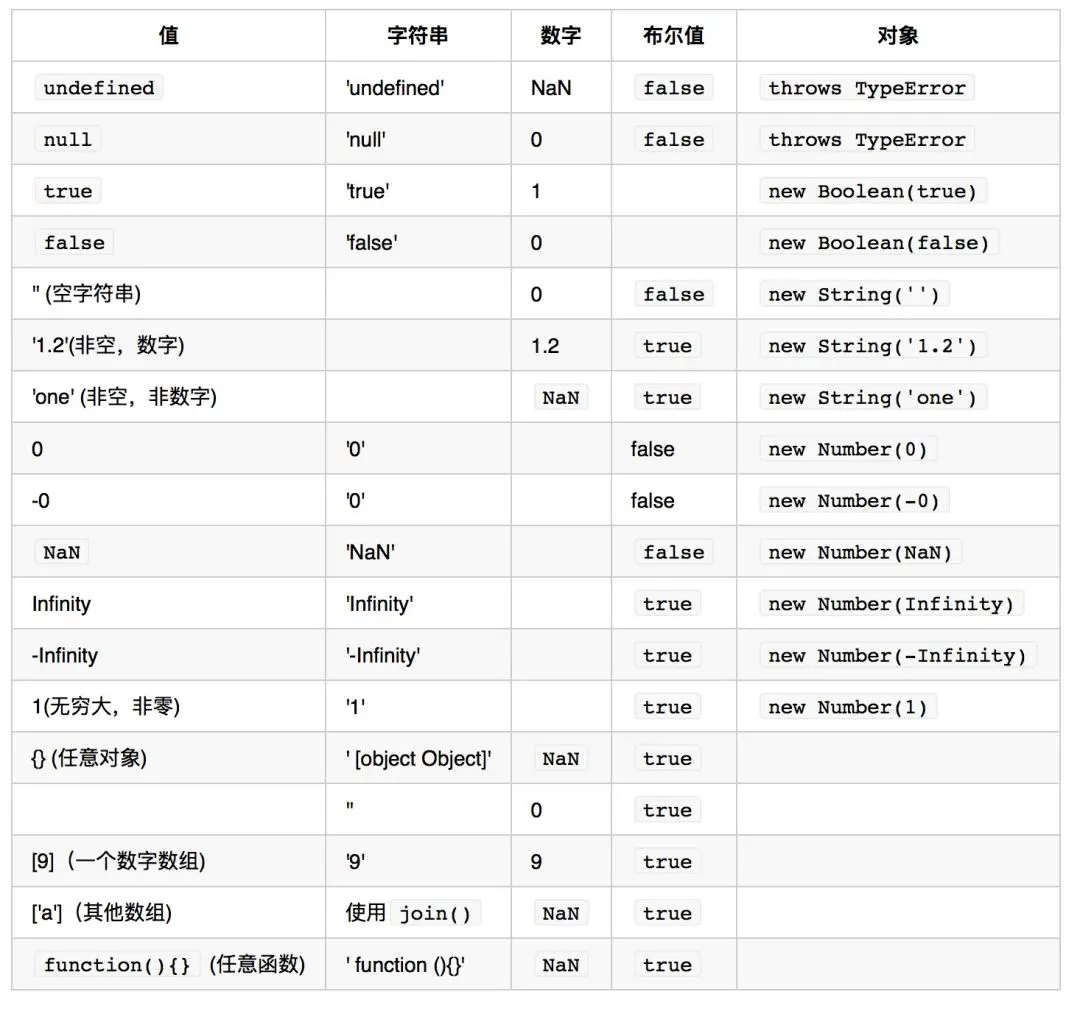 值 字符串 数字 布尔值 对象
undefined 'undefined' NaN false throws TypeError
null 'null' 0 false throws TypeError
true 'true' 1 new Boolean(true)
false 'false' 0 new Boolean(false)
'' (空字符串) 0 false new String('')
'1.2'(非空，数字) 1.2 true new String('1.2')
'one' (非空，非数字) NaN true new String('one')
0 '0' false new Number(0)
-0 '0' false new Number(-0)
NaN 'NaN' false new Number(NaN)
Infinity 'Infinity' true new Number(Infinity)
-Infinity '-Infinity' true new Number(-Infinity)
1(无穷大，非零) '1' true new Number(1)
{} (任意对象) ' [object Object]' NaN true
'' 0 true
[9]（一个数字数组) '9' 9 true
['a']（其他数组) 使用 join() NaN true
function(){} (任意函数) ' function (){}' NaN true